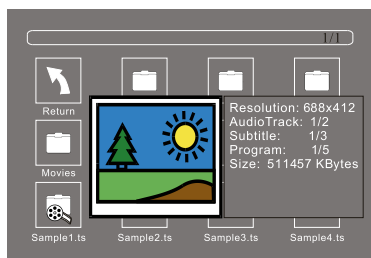 1/1
Return
Resolution: 688x412
AudioTrack: 1/2
Subtitle: 1/3
Program: 1/5
Size: 511457 KBytes
Movies
Sample1.ts
Sample2.ts
Sample3.ts
Sample4.ts